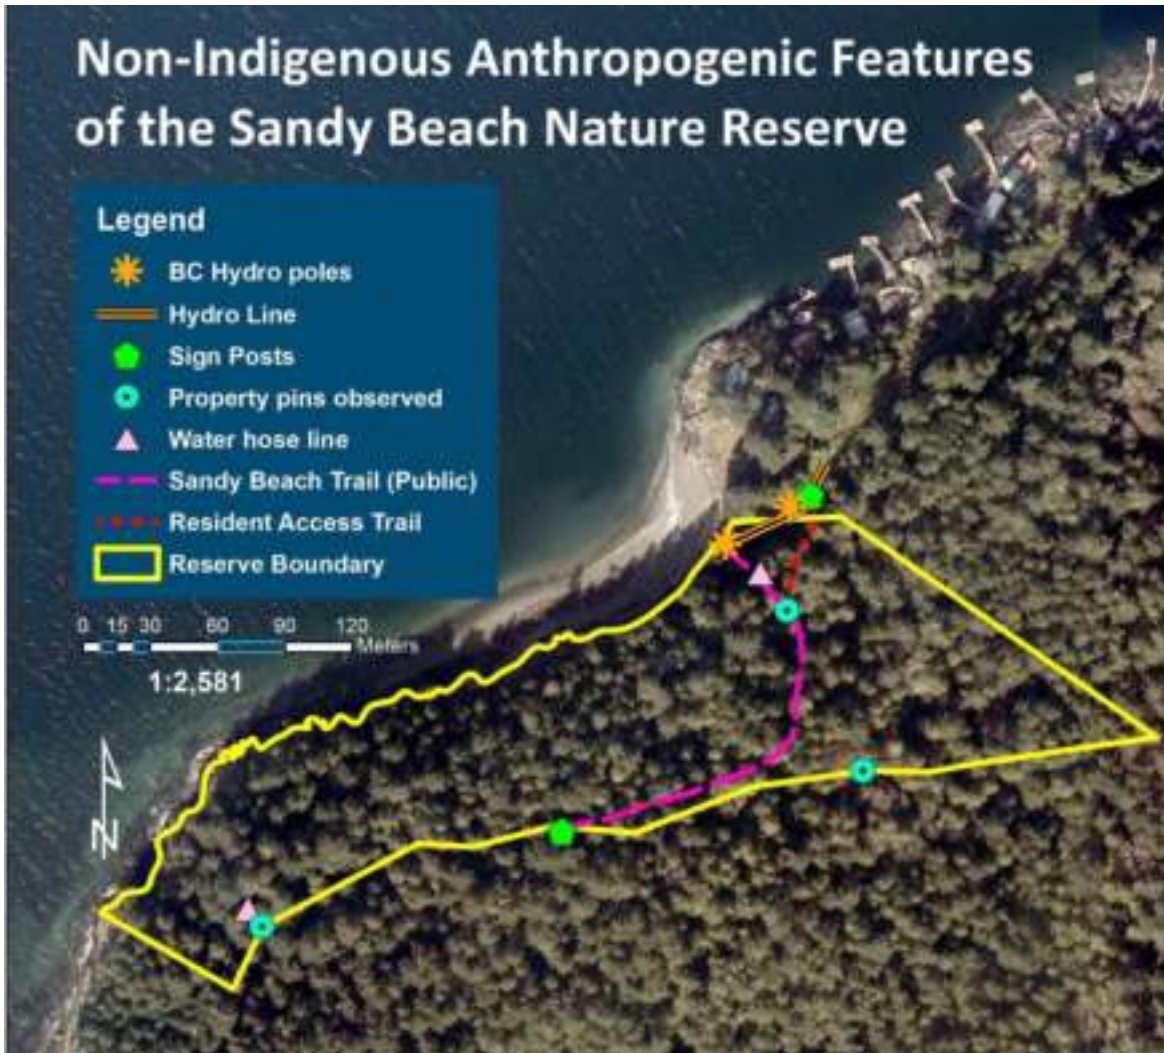 Non-Indigenous Anthropogenic Features
of the Sandy Beach Nature Reserve
Legend
BC Hydro poles
Hydro Line
Sign Posts
Property pins observed
Water hose line
Sandy Beach Trail (Public)
Resident Access Trail
Reserve Boundary
0 15 30 60 90 120
Meters
1:2,581
N